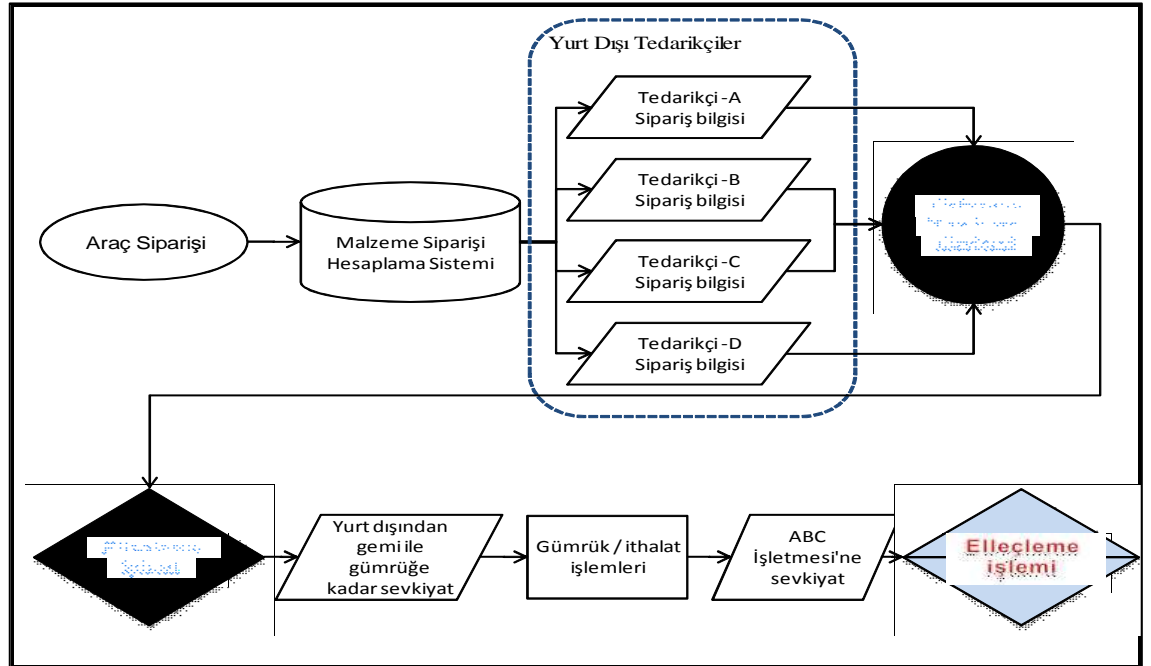 Yurt Dışı Tedarikçiler
Tedarikçi -A
Sipariş bilgisi
Tedarikçi -B
Sipariş bilgisi
Araç Siparişi
Malzeme Siparişi
Hesaplama Sistemi
Tedarikçi -C
Sipariş bilgisi
Tedarikçi -D
Sipariş bilgisi
Yurt dışından
gemi ile
gümrüğe
kadar sevkiyat
Gümrük / ithalat
işlemleri
ABC
İşletmesi'ne
sevkiyat
Elleçleme
işlemi